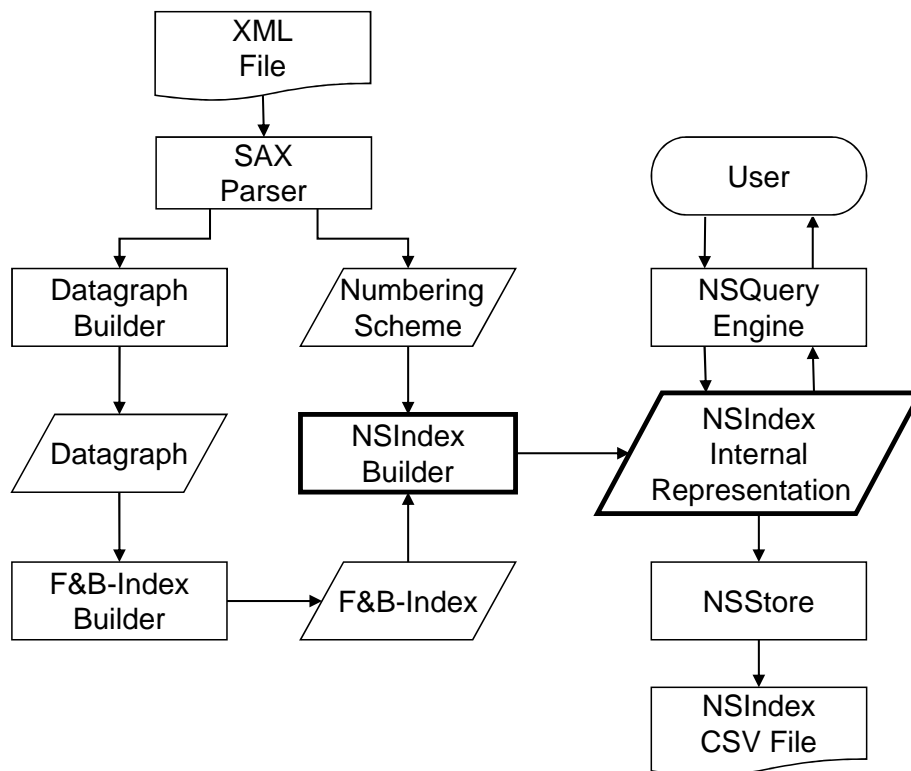 XML
File
SAX
Parser
User
Datagraph
Builder
Numbering
Scheme
NSQuery
Engine
Datagraph
NSIndex
Builder
NSIndex
Internal
Representation
F&B-Index
Builder
F&B-Index
NSStore
NSIndex
CSV File